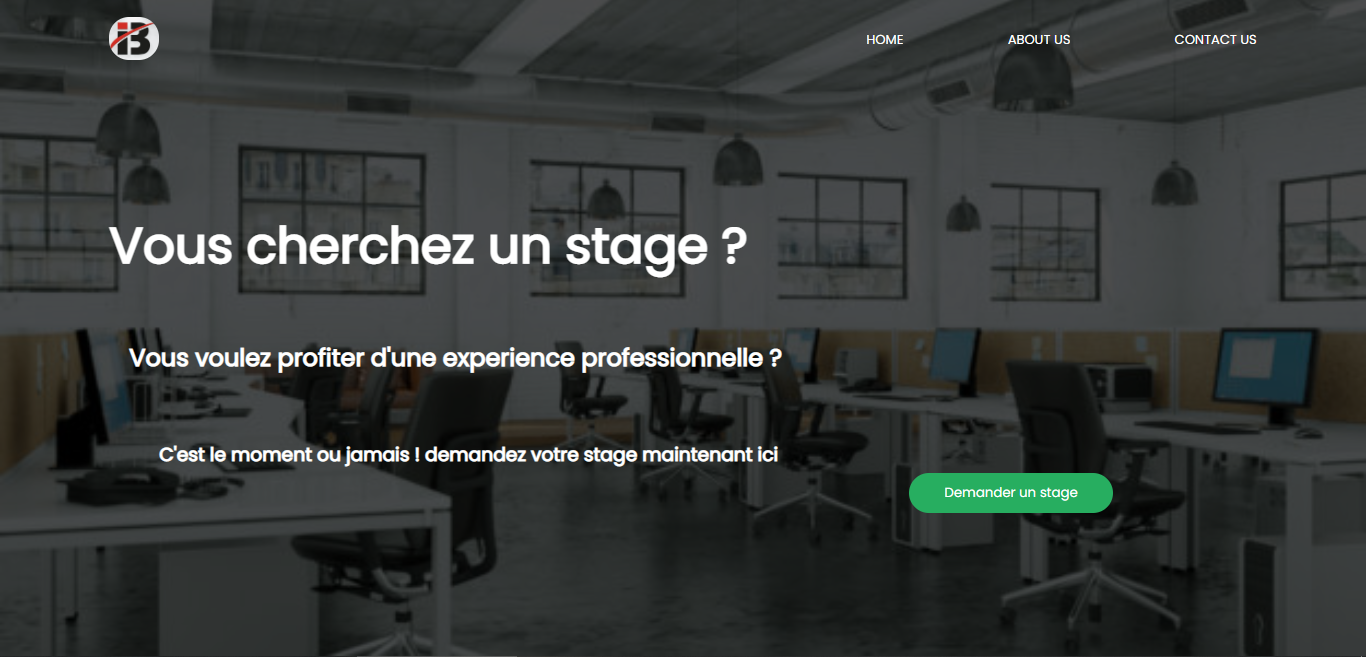 iB
HOME ABOUT US CONTACT US
Vous cherchez un stage ?
Vous voulez profiter d'une experience professionnelle ?
C'est le moment ou jamais ! demandez votre stage maintenant ici
Demander un stage